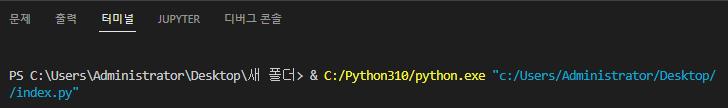 문제 출력 터미널 JUPYTER 디버그 콘솔
PS C:\Users\Administrator\Desktop\새 폴더> & C:/Python310/python.exe "c:/Users/Administrator/Desktop/
/index.py"